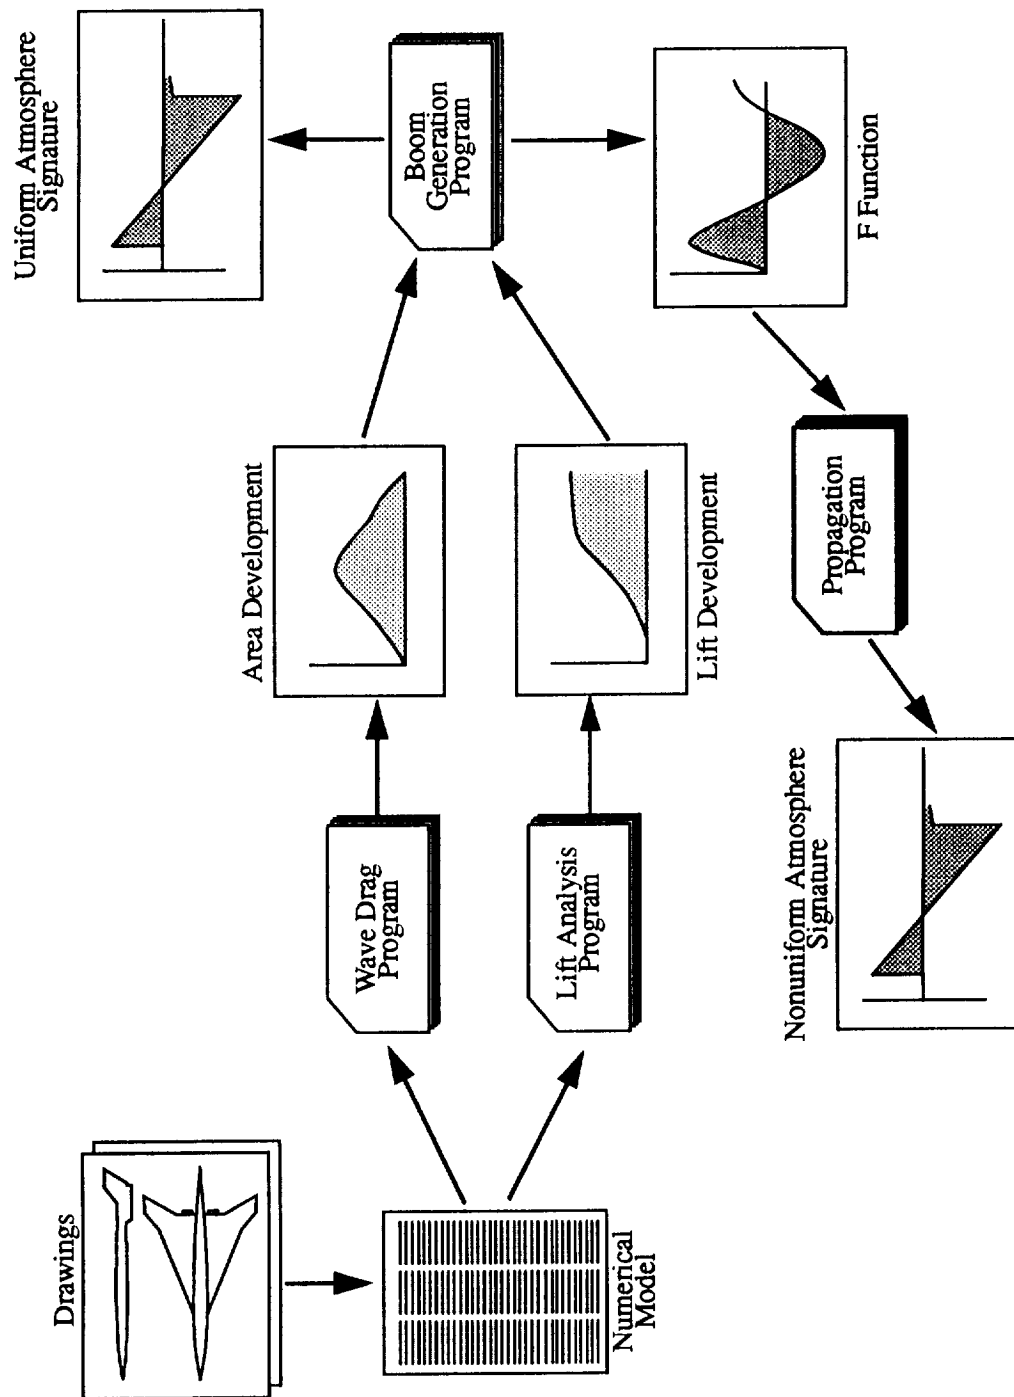 Drawings
Numerical
Model
Wave Drag
Program
Lift Analysis
Program
Area Development
Lift Development
Boom
Generation
Program
Uniform Atmosphere
Signature
F Function
Propagation
Program
Nonuniform Atmosphere
Signature